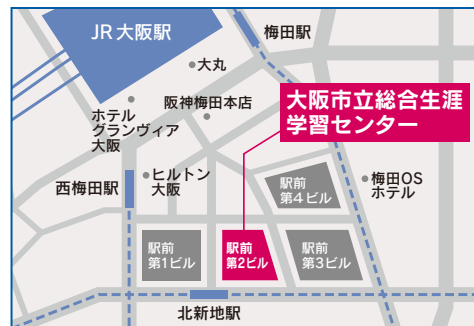 JR大阪駅
梅田駅
大丸
阪神梅田本店
ホテル
グランヴィア
大阪
大阪市立総合生涯
学習センター
西梅田駅
ヒルトン
大阪
駅前
第4ビル
梅田OS
ホテル
駅前
第1ビル
駅前
第2ビル
駅前
第3ビル
北新地駅